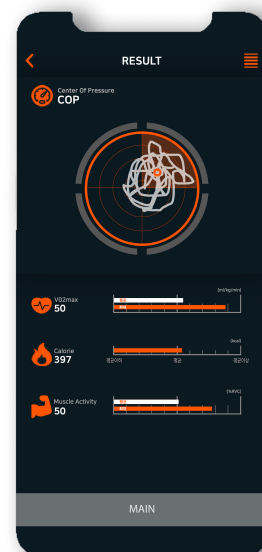 RESULT
Center Of Pressure
COP
(ml/kg/min)
V02max
50
(kcal)
Calorie
397
평균이하 평균 평균이상
(%MVC)
Muscle Activity
50
MAIN